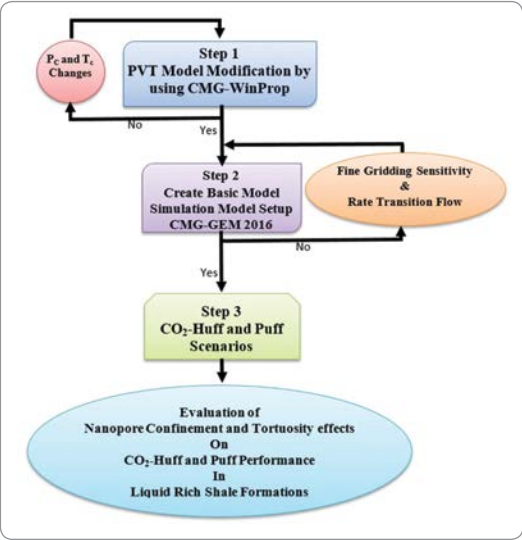 Step 1
PVT Model Modification by
using CMG-WinProp
P_C and T_c
Changes
No
Yes
Step 2
Create Basic Model
Simulation Model Setup
CMG-GEM 2016
Fine Gridding Sensitivity
&
Rate Transition Flow
No
Yes
Step 3
CO₂-Huff and Puff
Scenarios
Evaluation of
Nanopore Confinement and Tortuosity effects
On
CO₂-Huff and Puff Performance
In
Liquid Rich Shale Formations